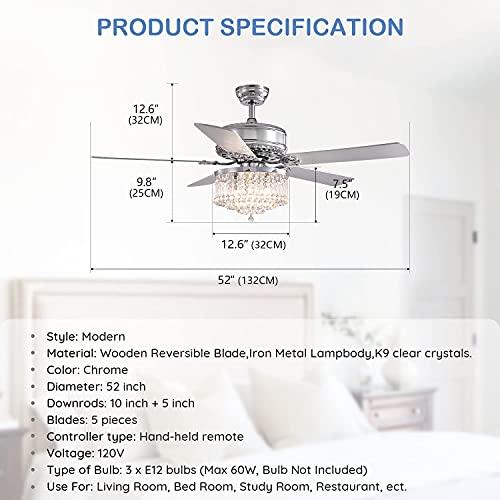 PRODUCT SPECIFICATION
12.6”
(32CM)
9.8”
(25CM)
7.5”
(19CM)
12.6” (32CM)
52” (132CM)
Style: Modern
Material: Wooden Reversible Blade,Iron Metal Lampbody,K9 clear crystals.
Color: Chrome
Diameter: 52 inch
Downrods: 10 inch + 5 inch
Blades: 5 pieces
Controller type: Hand-held remote
Voltage: 120V
Type of Bulb: 3 x E12 bulbs (Max 60W, Bulb Not Included)
Use For: Living Room, Bed Room, Study Room, Restaurant, ect.